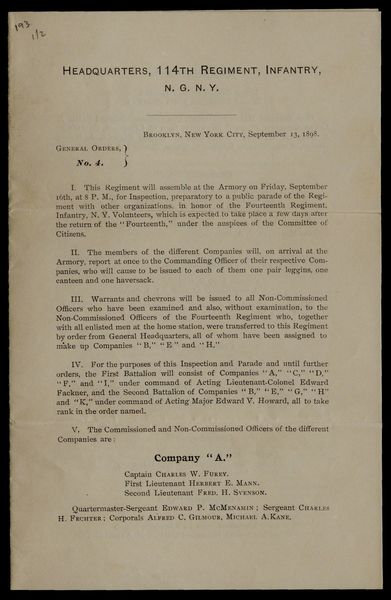 193
1/2
HEADQUARTERS, 114TH REGIMENT, INFANTRY,
N. G. N. Y.
BROOKLYN, NEW YORK CITY, September 13, 1898.
GENERAL ORDERS, }
No. 4. }
I. This Regiment will assemble at the Armory on Friday, September
16th, at 8 P. M., for Inspection, preparatory to a public parade of the Regi-
ment with other organizations, in honor of the Fourteenth Regiment,
Infantry, N. Y. Volunteers, which is expected to take place a few days after
the return of the "Fourteenth," under the auspices of the Committee of
Citizens.
II. The members of the different Companies will, on arrival at the
Armory, report at once to the Commanding Officer of their respective Com-
panies, who will cause to be issued to each of them one pair leggins, one
canteen and one haversack.
III. Warrants and chevrons will be issued to all Non-Commissioned
Officers who have been examined and also, without examination, to the
Non-Commissioned Officers of the Fourteenth Regiment who, together
with all enlisted men at the home station, were transferred to this Regiment
by order from General Headquarters, all of whom have been assigned to
make up Companies "B," "E" and "H."
IV. For the purposes of this Inspection and Parade and until further
orders, the First Battalion will consist of Companies "A," "C," "D,"
"F," and "I," under command of Acting Lieutenant-Colonel Edward
Fackner, and the Second Battalion of Companies "B," "E," "G," "H"
and "K," under command of Acting Major Edward V. Howard, all to take
rank in the order named.
V. The Commissioned and Non-Commissioned Officers of the different
Companies are:
Company "A."
Captain CHARLES W. FUREY.
First Lieutenant HERBERT E. MANN.
Second Lieutenant FRED. H. SVENSON.
Quartermaster-Sergeant EDWARD P. MCMENAMIN; Sergeant CHARLES
H. FECHTER; Corporals ALFRED C. GILMOUR, MICHAEL A. KANE.